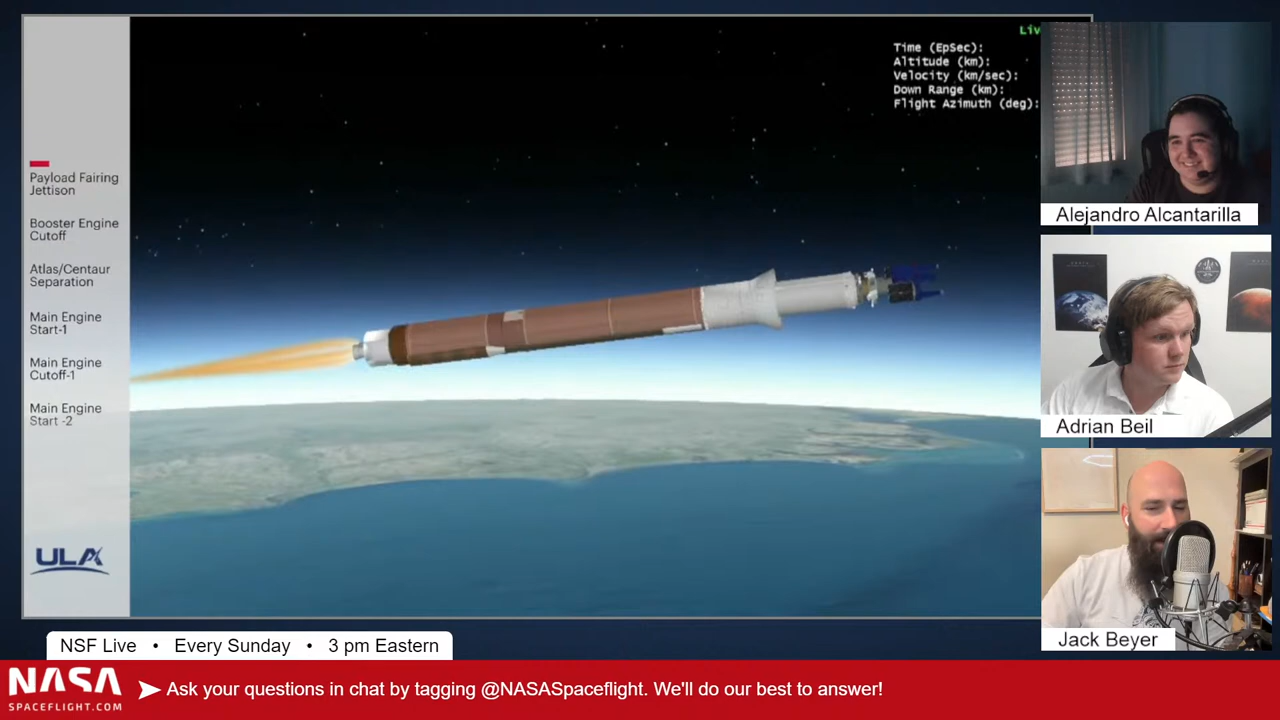 Payload Fairing
Jettison
Booster Engine
Cutoff
Atlas/Centaur
Separation
Main Engine
Start-1
Main Engine
Cutoff-1
Main Engine
Start -2
ULA
Liv
Time (EpSec):
Altitude (km):
Velocity (km/sec):
Down Range (km):
Flight Azimuth (deg):
Alejandro Alcantarilla
Adrian Beil
Jack Beyer
NSF Live • Every Sunday • 3 pm Eastern
NASA
SPACEFLIGHT.COM
Ask your questions in chat by tagging @NASASpaceflight. We'll do our best to answer!